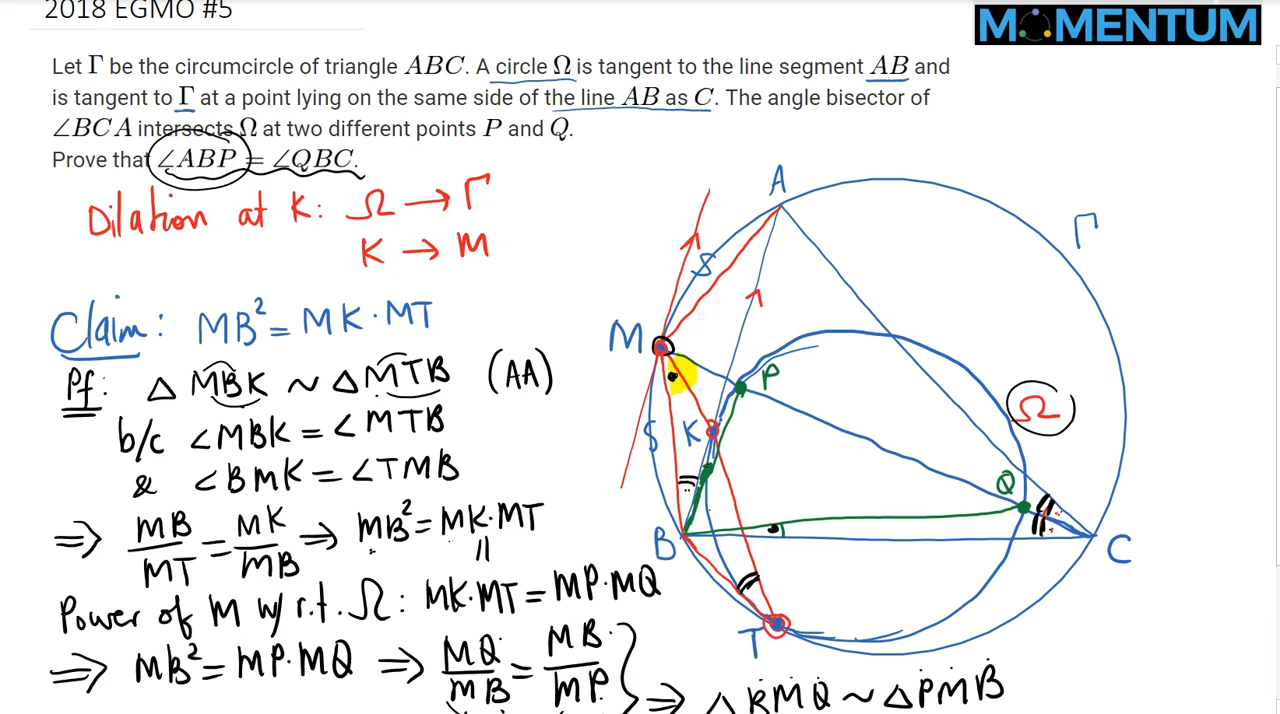 2018 EGMO #5
MOMENTUM
Let Γ be the circumcircle of triangle ABC. A circle Ω is tangent to the line segment AB and
is tangent to Γ at a point lying on the same side of the line AB as C. The angle bisector of
∠BCA intersects Ω at two different points P and Q.
Prove that ∠ABP = ∠QBC.
Dilation at K: Ω → Γ
K → M
Claim: MB² = MK · MT
Pf: △ MBK ~ △ MTB (AA)
b/c ∠MBK = ∠MTB
& ∠BMK = ∠TMB
⇒ MB/MT = MK/MB ⇒ MB² = MK · MT
Power of M w/ r.t. Ω: MK · MT = MP · MQ
⇒ MB² = MP · MQ ⇒ MQ/MB = MB/MP } ⇒ △ BMQ ~ △ PMB
A
Γ
S
M
P
Ω
S
K
Q
B
C
T